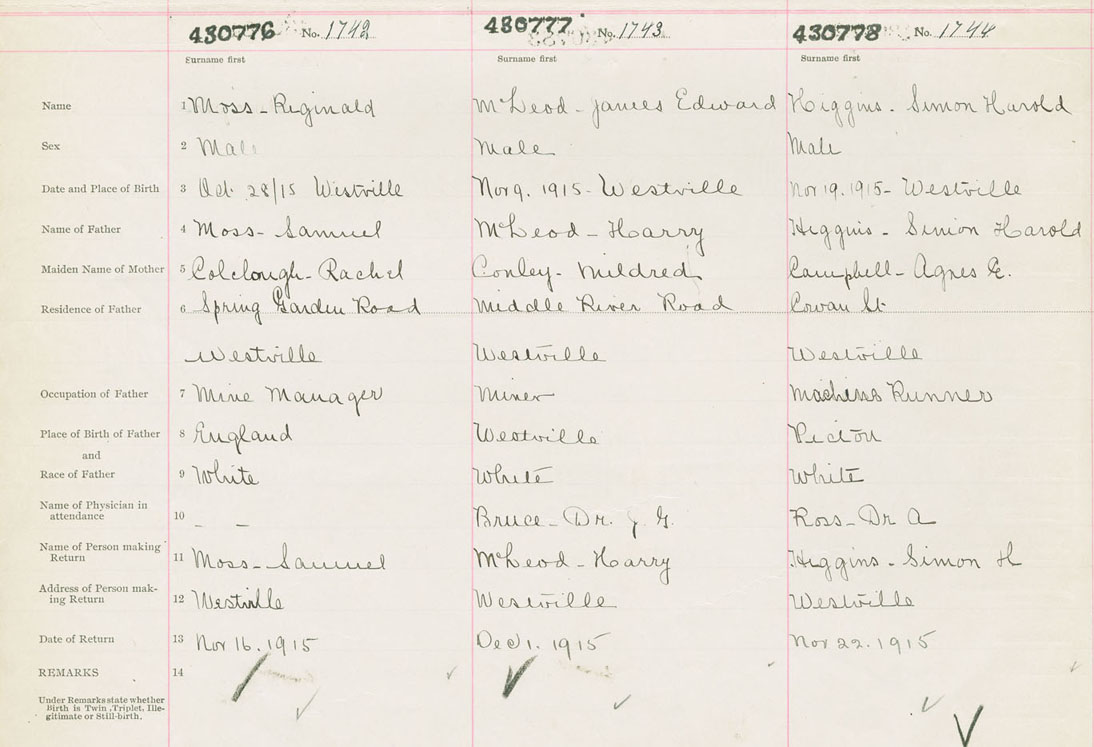 430776 No. 1742 430777 No. 1743 430778 No. 1744
Surname first Surname first Surname first
Name 1 Moss - Reginald McLeod - James Edward Higgins - Simon Harold
Sex 2 Male Male Male
Date and Place of Birth 3 Oct. 28/15 Westville Nov 9. 1915 - Westville Nov 19. 1915 - Westville
Name of Father 4 Moss - Samuel McLeod - Harry Higgins - Simon Harold
Maiden Name of Mother 5 Colclough - Rachel Conley - Mildred Campbell - Agnes E.
Residence of Father 6 Spring Garden Road Middle River Road Cowan St
Westville Westville Westville
Occupation of Father 7 Mine Manager Miner Machine Runner
Place of Birth of Father 8 England Westville Pictou
and
Race of Father 9 White White White
Name of Physician in
attendance 10 - - Bruce - Dr. J. G. Ross - Dr A
Name of Person making
Return 11 Moss - Samuel McLeod - Harry Higgins - Simon H
Address of Person mak-
ing Return 12 Westville Westville Westville
Date of Return 13 Nov 16. 1915 Dec 1. 1915 Nov 22. 1915
REMARKS 14
Under Remarks state whether
Birth is Twin, Triplet, Ille-
gitimate or Still-birth.